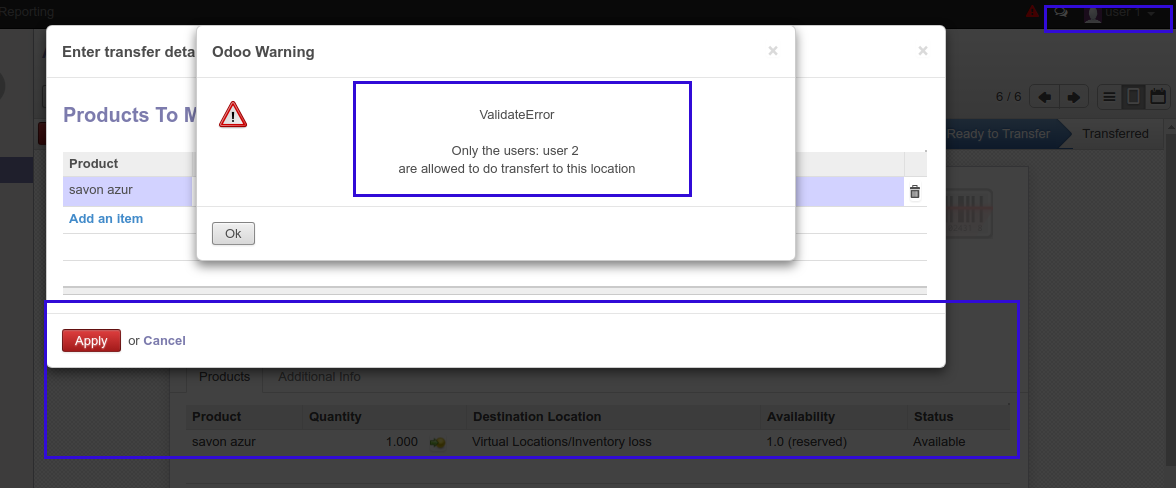 Reporting
user 1
Enter transfer deta
Odoo Warning
×
×
Products To M
ValidateError
6 / 6
Only the users: user 2
are allowed to do transfert to this location
Ready to Transfer
Transferred
Product
savon azur
Add an item
Ok
Apply or Cancel
Products
Additional Info
Product Quantity Destination Location Availability Status
savon azur 1.000 Virtual Locations/Inventory loss 1.0 (reserved) Available